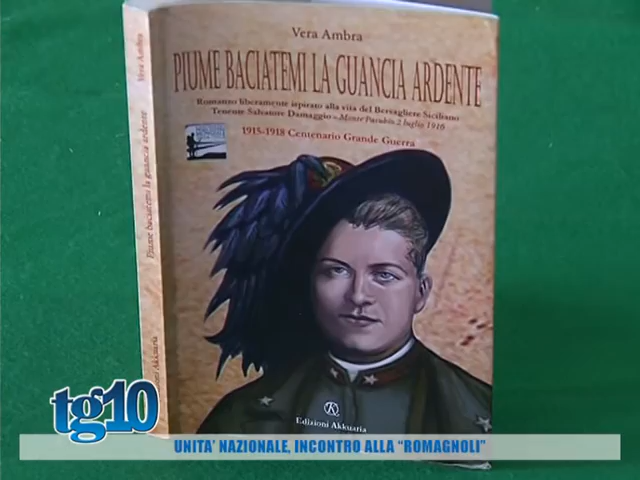 Vera Ambra
PIUME BACIATEMI LA GUANCIA ARDENTE
Romanzo liberamente ispirato alla vita del Bersagliere Siciliano
Tenente Salvatore Damaggio - Monte Pasubio 2 luglio 1916
1915-1918 Centenario Grande Guerra
Edizioni Akkuaria
Vera Ambra
Piume baciatemi la guancia ardente
Edizioni Akkuaria
tg10
UNITA' NAZIONALE, INCONTRO ALLA "ROMAGNOLI"